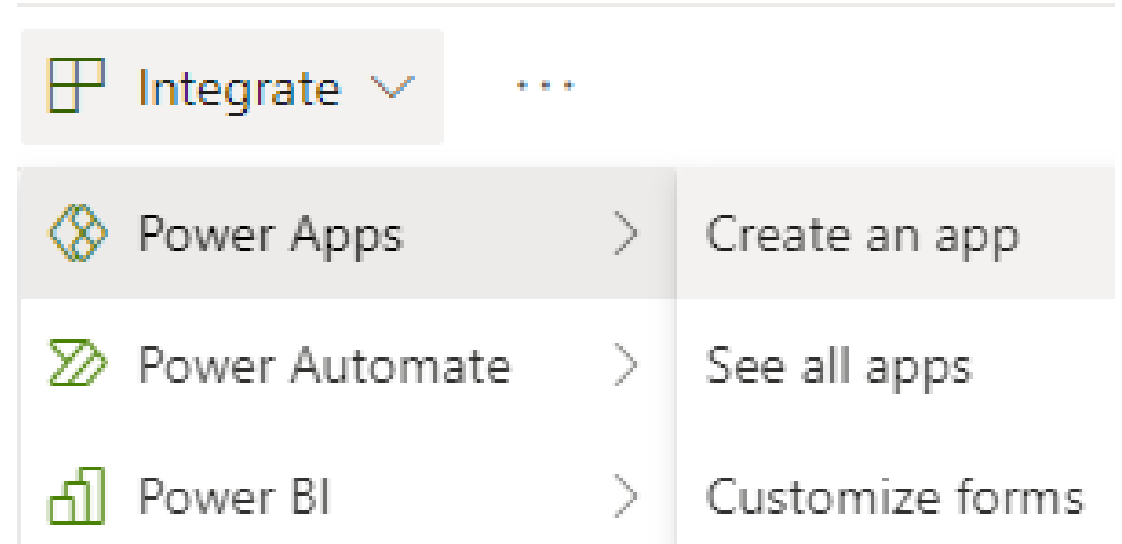 Integrate ...
Power Apps
Create an app
Power Automate
See all apps
Power BI
Customize forms